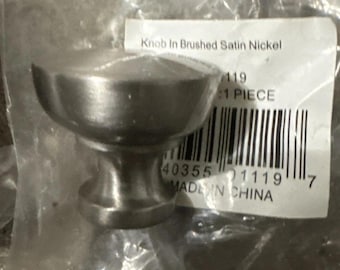 Knob In Brushed Satin Nickel
119
:1 PIECE
40355 01119 7
MADE IN CHINA